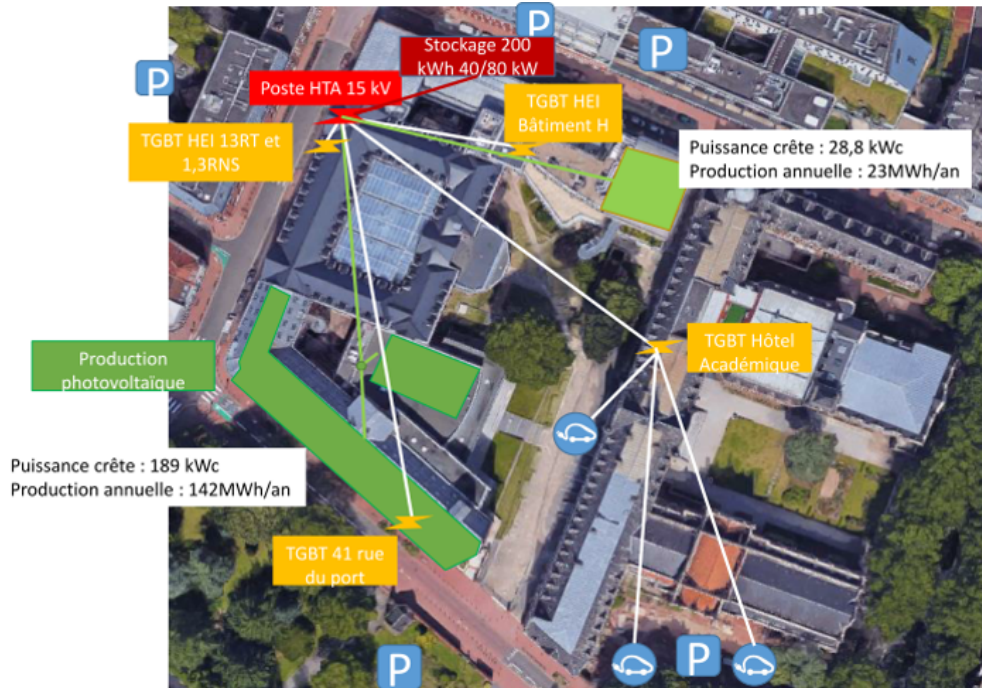 P
P
P
Stockage 200
kWh 40/80 kW
Poste HTA 15 kV
TGBT HEI
Bâtiment H
TGBT HEI 13RT et
1,3RNS
Puissance crête : 28,8 kWc
Production annuelle : 23MWh/an
TGBT Hôtel
Académique
Production
photovoltaïque
Puissance crête : 189 kWc
Production annuelle : 142MWh/an
TGBT 41 rue
du port
P
P